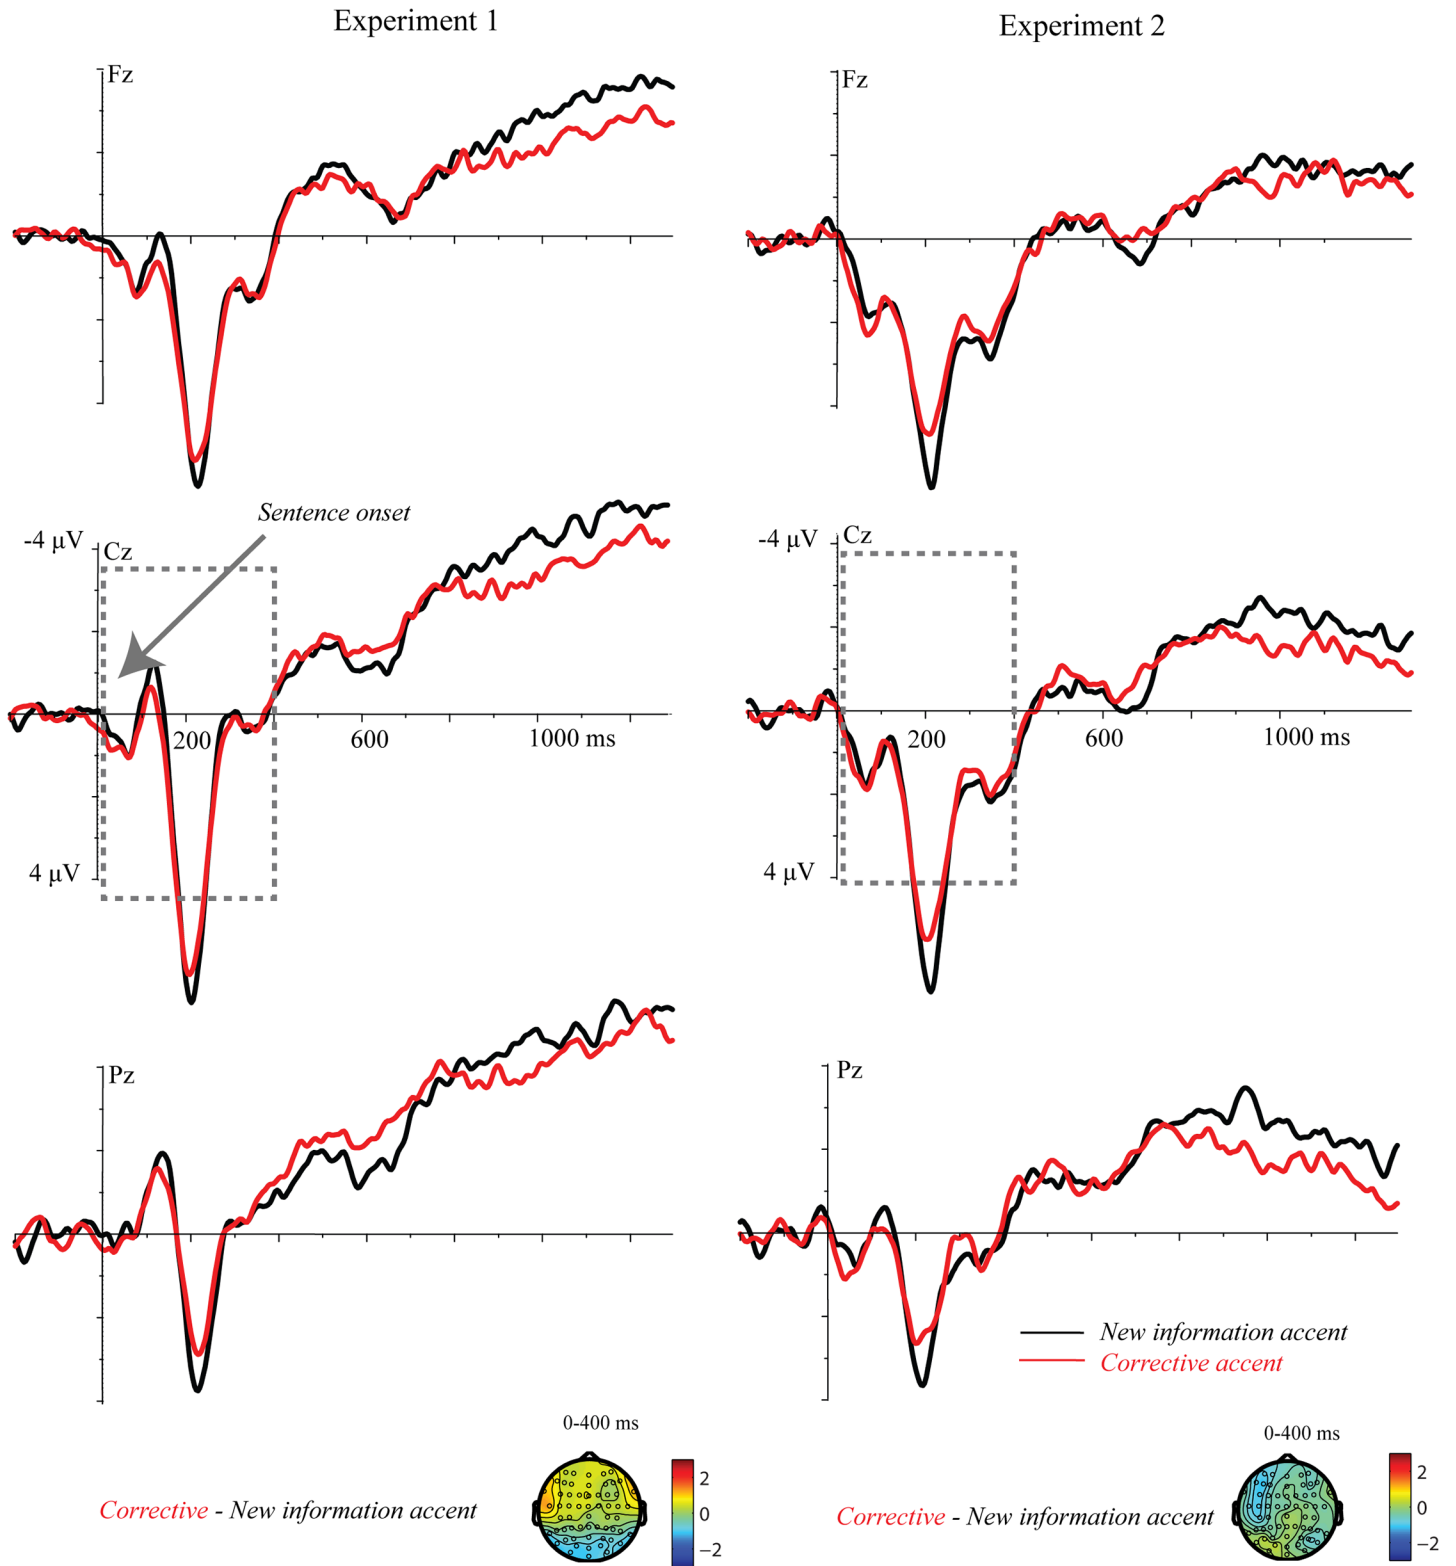 Experiment 1
Experiment 2
Fz
Fz
Sentence onset
-4 µV
Cz
-4 µV
Cz
200
600
1000 ms
200
600
1000 ms
4 µV
4 µV
Pz
Pz
New information accent
Corrective accent
0-400 ms
0-400 ms
2
0
−2
Corrective - New information accent
2
0
−2
Corrective - New information accent